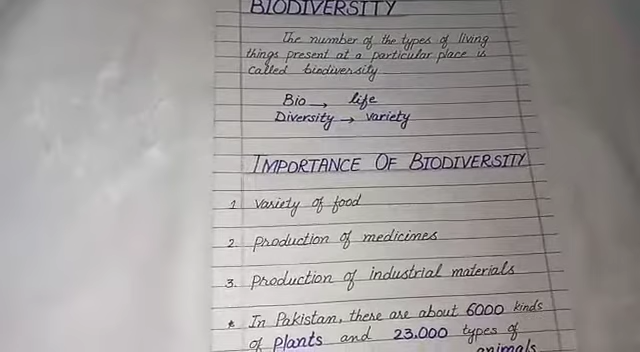 BIODIVERSITY
The number of the types of living
things present at a particular place is
called biodiversity
Bio → life
Diversity → variety
IMPORTANCE OF BIODIVERSITY
1 Variety of food
2. Production of medicines
3. Production of industrial materials
* In Pakistan, there are about 6000 kinds
of plants and 23.000 types of
animals